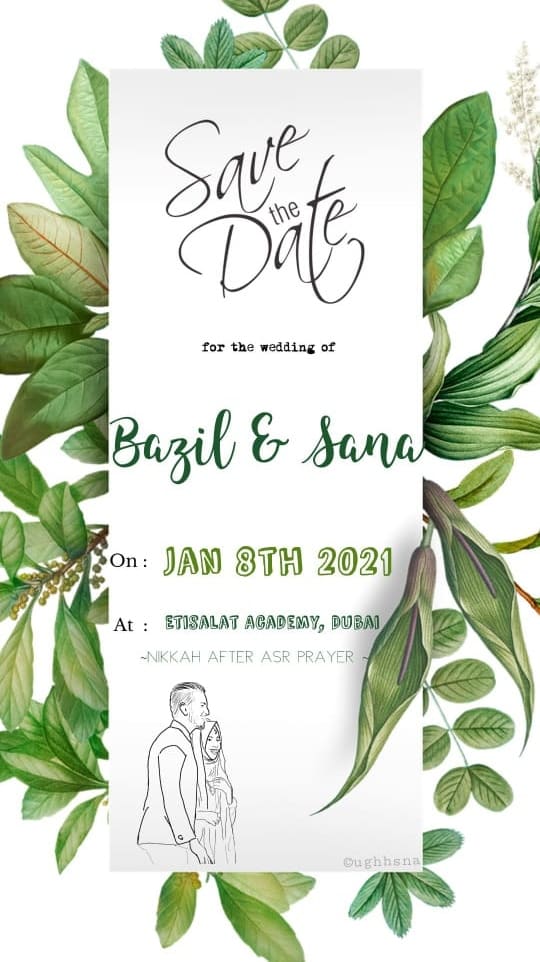 Save
the
Date
for the wedding of
Bazil & Sana
On : JAN 8TH 2021
At : ETISALAT ACADEMY, DUBAI
~NIKKAH AFTER ASR PRAYER ~
©ughhsna